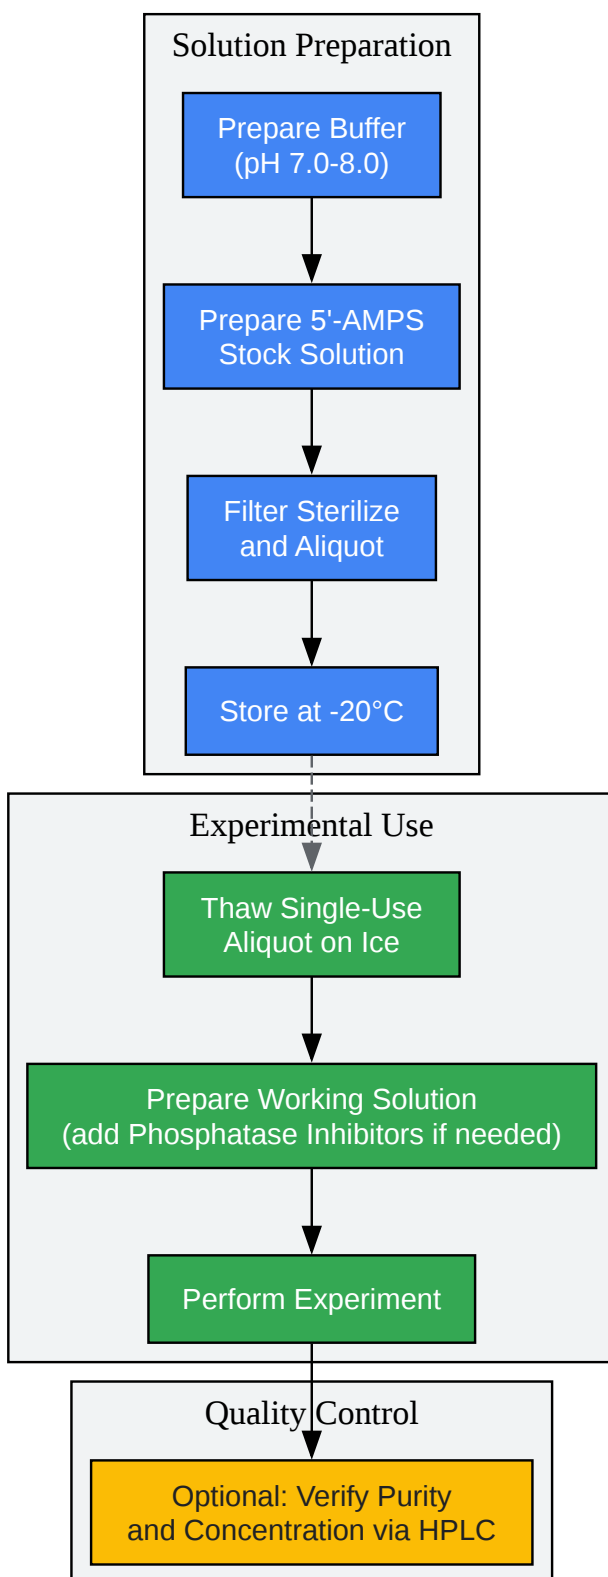 Solution Preparation
Prepare Buffer
(pH 7.0-8.0)
Prepare 5'-AMPS
Stock Solution
Filter Sterilize
and Aliquot
Store at -20°C
Experimental Use
Thaw Single-Use
Aliquot on Ice
Prepare Working Solution
(add Phosphatase Inhibitors if needed)
Perform Experiment
Quality Control
Optional: Verify Purity
and Concentration via HPLC